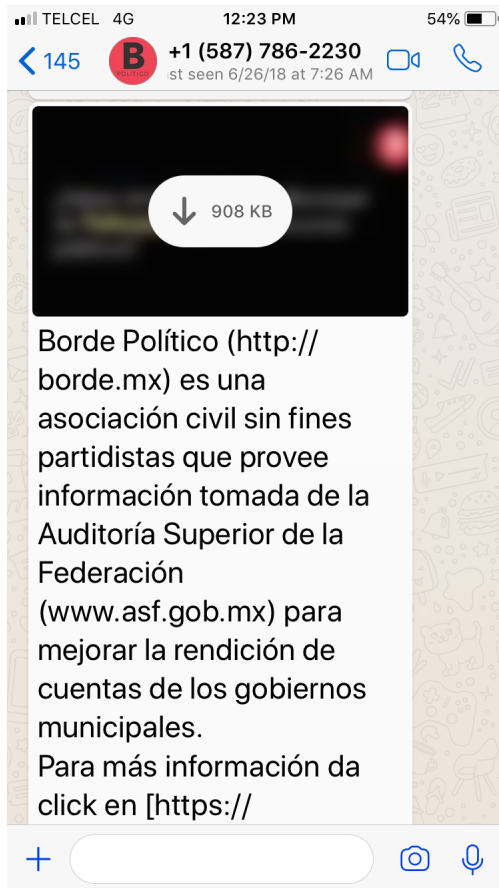 TELCEL 4G 12:23 PM 54%
145 B +1 (587) 786-2230
POLÍTICO st seen 6/26/18 at 7:26 AM
908 KB
Borde Político (http://
borde.mx) es una
asociación civil sin fines
partidistas que provee
información tomada de la
Auditoría Superior de la
Federación
(www.asf.gob.mx) para
mejorar la rendición de
cuentas de los gobiernos
municipales.
Para más información da
click en [https://